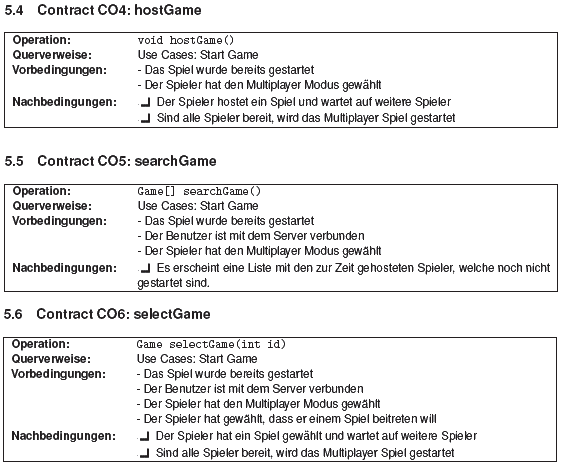 5.4 Contract CO4: hostGame
Operation: void hostGame()
Querverweise: Use Cases: Start Game
Vorbedingungen: - Das Spiel wurde bereits gestartet
- Der Spieler hat den Multiplayer Modus gewählt
Nachbedingungen: Der Spieler hostet ein Spiel und wartet auf weitere Spieler
Sind alle Spieler bereit, wird das Multiplayer Spiel gestartet
5.5 Contract CO5: searchGame
Operation: Game[] searchGame()
Querverweise: Use Cases: Start Game
Vorbedingungen: - Das Spiel wurde bereits gestartet
- Der Benutzer ist mit dem Server verbunden
- Der Spieler hat den Multiplayer Modus gewählt
Nachbedingungen: Es erscheint eine Liste mit den zur Zeit gehosteten Spieler, welche noch nicht
gestartet sind.
5.6 Contract CO6: selectGame
Operation: Game selectGame(int id)
Querverweise: Use Cases: Start Game
Vorbedingungen: - Das Spiel wurde bereits gestartet
- Der Benutzer ist mit dem Server verbunden
- Der Spieler hat den Multiplayer Modus gewählt
- Der Spieler hat gewählt, dass er einem Spiel beitreten will
Nachbedingungen: Der Spieler hat ein Spiel gewählt und wartet auf weitere Spieler
Sind alle Spieler bereit, wird das Multiplayer Spiel gestartet